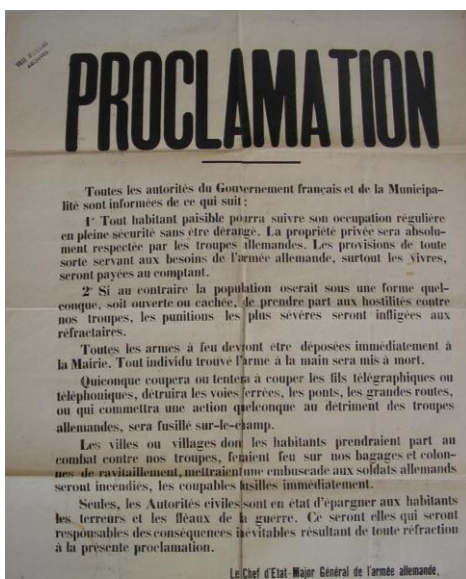 VILLE D'
ARCHIVES
PROCLAMATION
Toutes les autorités du Gouvernement français et de la Municipa-
lité sont informées de ce qui suit :
1° Tout habitant paisible pourra suivre son occupation régulière
en pleine sécurité sans être dérangé. La propriété privée sera absolu-
ment respectée par les troupes allemandes. Les provisions de toute
sorte servant aux besoins de l'armée allemande, surtout les vivres,
seront payées au comptant.
2° Si au contraire la population oserait sous une forme quel-
conque, soit ouverte ou cachée, de prendre part aux hostilités contre
nos troupes, les punitions les plus sévères seront infligées aux
réfractaires.
Toutes les armes à feu devront être déposées immédiatement à
la Mairie. Tout individu trouvé l'arme à la main sera mis à mort.
Quiconque coupera ou tentera à couper les fils télégraphiques ou
téléphoniques, détruira les voies ferrées, les ponts, les grandes routes,
ou qui commettra une action quelconque au détriment des troupes
allemandes, sera fusillé sur-le-champ.
Les villes ou villages dont les habitants prendraient part au
combat contre nos troupes, feraient feu sur nos bagages et colon-
nes de ravitaillement, mettraient une embuscade aux soldats allemands
seront incendiés, les coupables fusillés immédiatement.
Seules, les Autorités civiles sont en état d'épargner aux habitants
les terreurs et les fléaux de la guerre. Ce seront elles qui seront
responsables des conséquences inévitables résultant de toute réfraction
à la présente proclamation.
Le Chef d'Etat-Major Général de l'armée allemande,